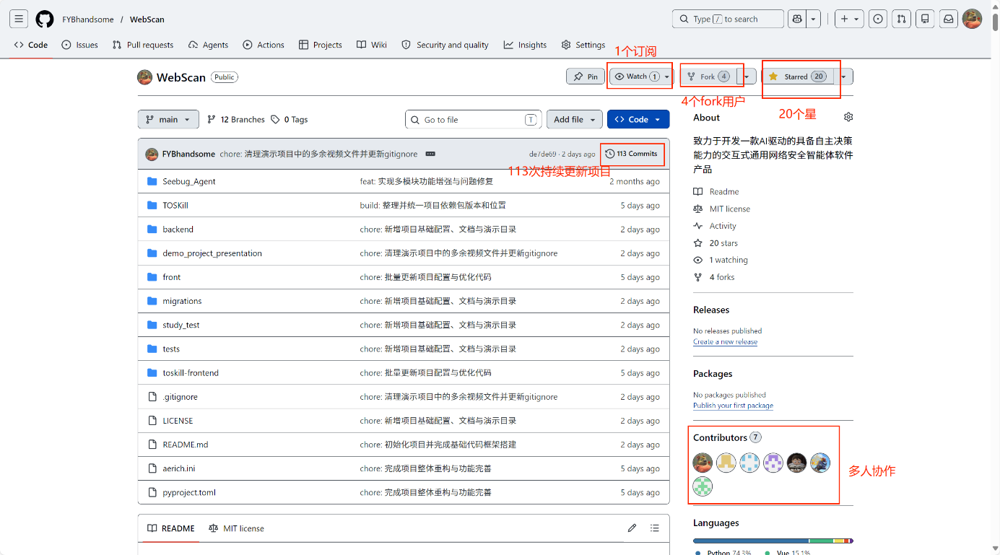 FYBhandsome / WebScan
Type / to search
Code Issues Pull requests Agents Actions Projects Wiki Security and quality Insights Settings
1个订阅
WebScan Public
Pin Watch 1 Fork 4 Starred 20
4个fork用户
20个星
main 12 Branches 0 Tags
Go to file T Add file Code
FYBhandsome chore: 清理演示项目中的多余视频文件并更新gitignore de7de69 · 2 days ago 113 Commits
113次持续更新项目
Seebug_Agent feat: 实现多模块功能增强与问题修复 2 months ago
TOSKill build: 整理并统一项目依赖包版本和位置 5 days ago
backend chore: 新增项目基础配置、文档与演示目录 2 days ago
demo_project_presentation chore: 清理演示项目中的多余视频文件并更新gitignore 2 days ago
front chore: 批量更新项目配置与优化代码 5 days ago
migrations chore: 新增项目基础配置、文档与演示目录 2 days ago
study_test chore: 新增项目基础配置、文档与演示目录 2 days ago
tests chore: 新增项目基础配置、文档与演示目录 2 days ago
toskill-frontend chore: 批量更新项目配置与优化代码 5 days ago
.gitignore chore: 清理演示项目中的多余视频文件并更新gitignore 2 days ago
LICENSE chore: 新增项目基础配置、文档与演示目录 2 days ago
README.md chore: 初始化项目并完成基础代码框架搭建 2 days ago
aerich.ini chore: 完成项目整体重构与功能完善 5 days ago
pyproject.toml chore: 完成项目整体重构与功能完善 5 days ago
README MIT license
About
致力于开发一款AI驱动的具备自主决策
能力的交互式通用网络安全智能体软件
产品
Readme
MIT license
Activity
20 stars
1 watching
4 forks
Releases
No releases published
Create a new release
Packages
No packages published
Publish your first package
Contributors 7
多人协作
Languages
Python 74.3% Vue 15.1%